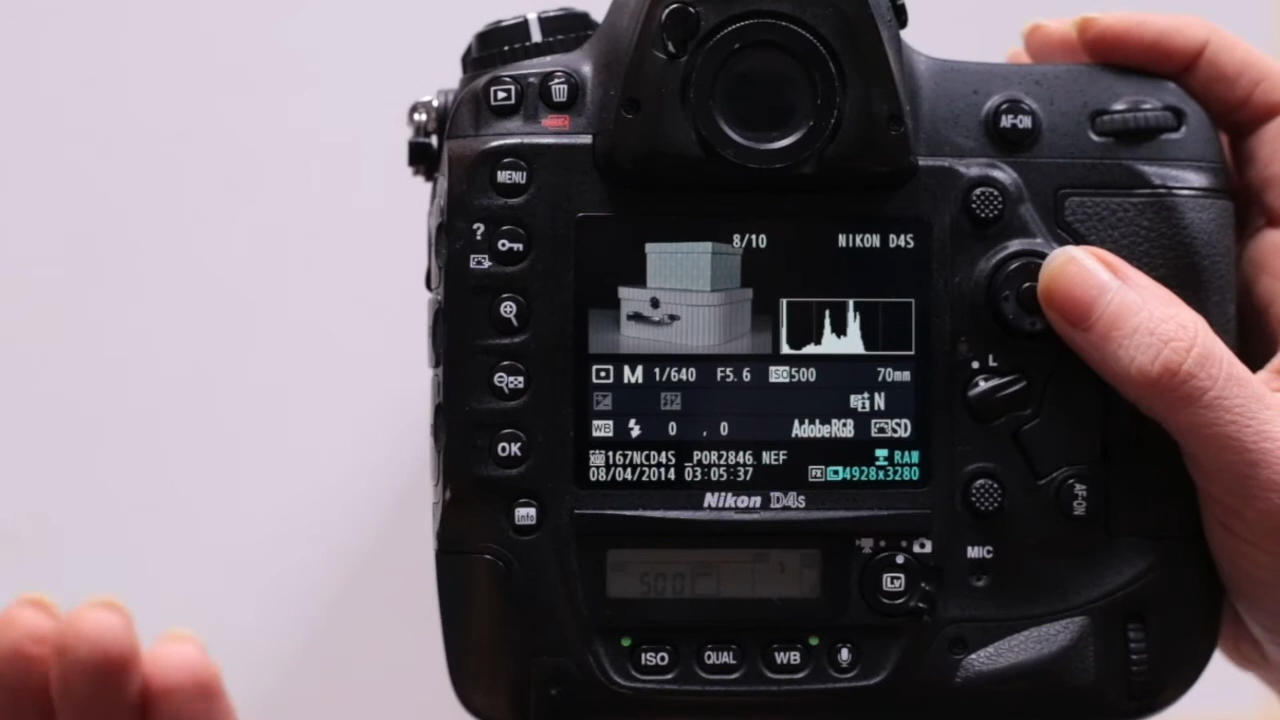 AF-ON
MENU
?
8/10 NIKON D4S
M 1/640 F5.6 ISO 500 70mm
N
WB 0 , 0 AdobeRGB SD
L
OK
167NCD4S _POR2846.NEF RAW
08/04/2014 03:05:37 FX L 4928x3280
Nikon D4s
info
AF-ON
MIC
500
Lv
ISO QUAL WB